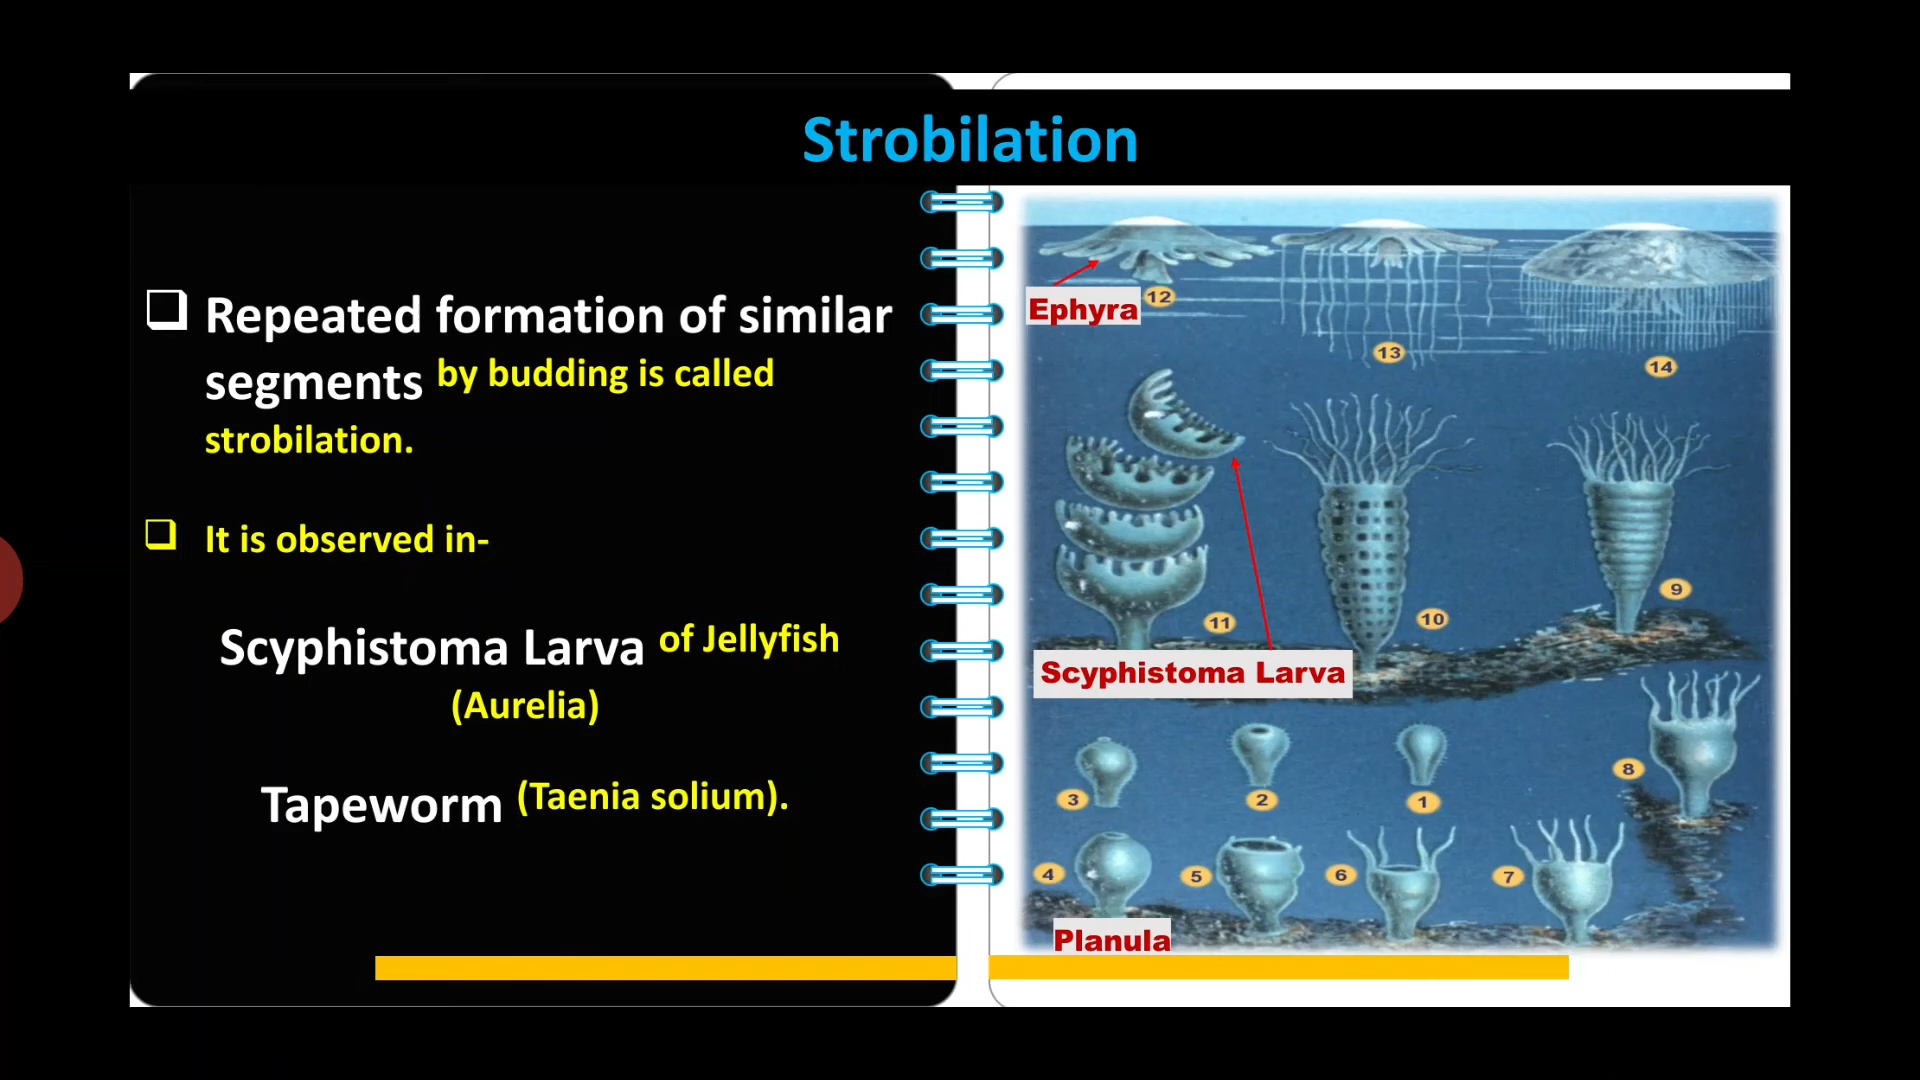 Strobilation
Repeated formation of similar
segments by budding is called
strobilation.
It is observed in-
Scyphistoma Larva of Jellyfish
(Aurelia)
Tapeworm (Taenia solium).
Ephyra
12
13
14
11
10
9
Scyphistoma Larva
8
3
2
1
4
5
6
7
Planula